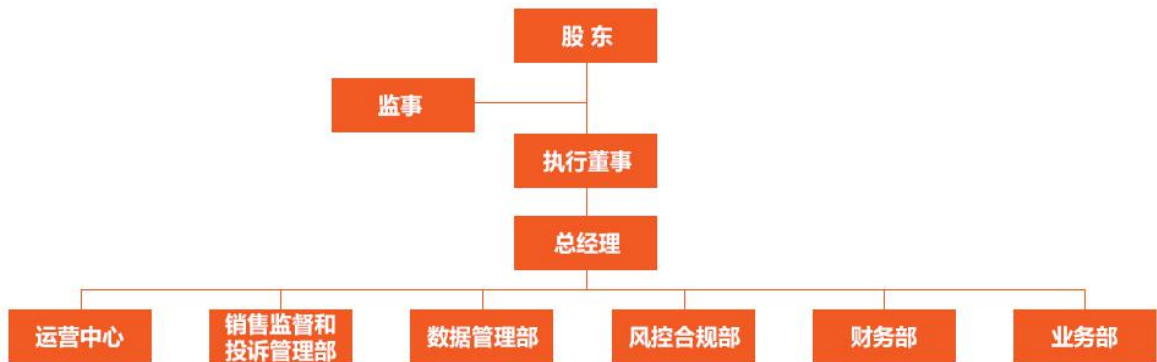 股 东
监事
执行董事
总经理
运营中心
销售监督和
投诉管理部
数据管理部
风控合规部
财务部
业务部